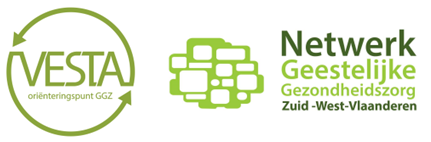 VESTA
oriënteringspunt GGZ
Netwerk
Geestelijke
Gezondheidszorg
Zuid -West-Vlaanderen